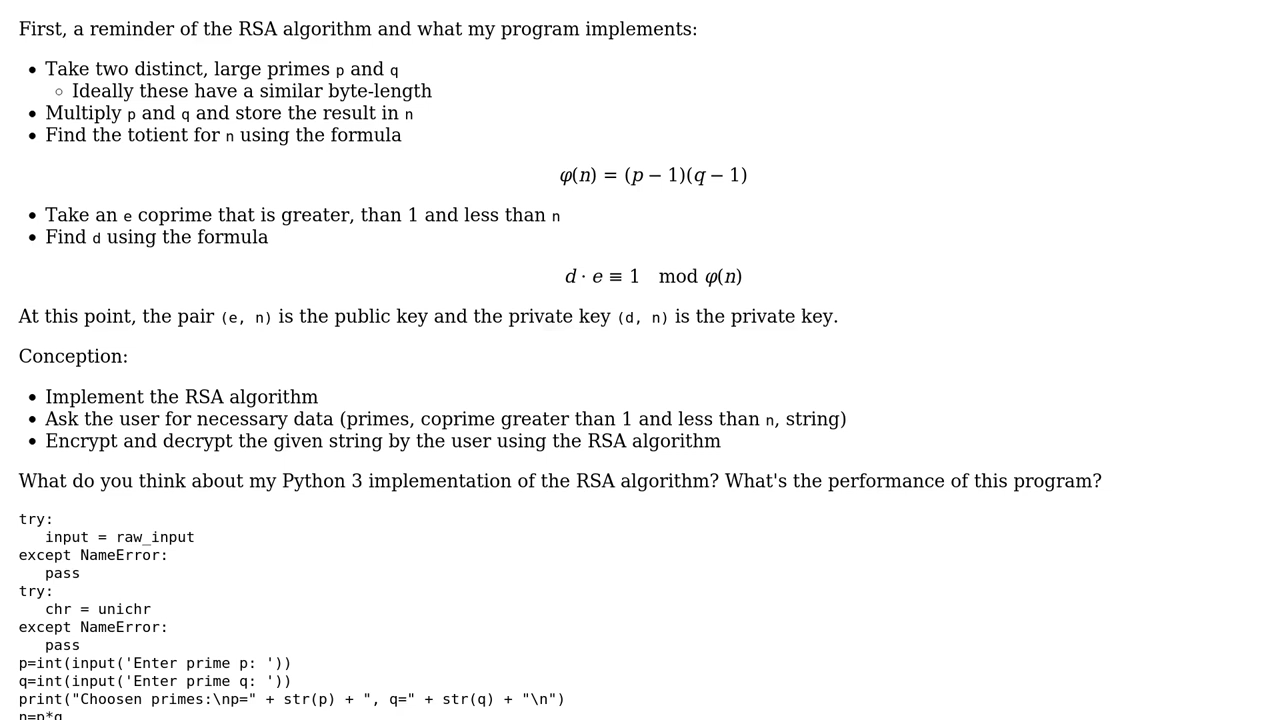 First, a reminder of the RSA algorithm and what my program implements:
Take two distinct, large primes p and q
Ideally these have a similar byte-length
Multiply p and q and store the result in n
Find the totient for n using the formula
φ(n) = (p − 1)(q − 1)
Take an e coprime that is greater, than 1 and less than n
Find d using the formula
d · e ≡ 1 mod φ(n)
At this point, the pair (e, n) is the public key and the private key (d, n) is the private key.
Conception:
Implement the RSA algorithm
Ask the user for necessary data (primes, coprime greater than 1 and less than n, string)
Encrypt and decrypt the given string by the user using the RSA algorithm
What do you think about my Python 3 implementation of the RSA algorithm? What's the performance of this program?
try:
   input = raw_input
except NameError:
   pass
try:
   chr = unichr
except NameError:
   pass
p=int(input('Enter prime p: '))
q=int(input('Enter prime q: '))
print("Choosen primes:\np=" + str(p) + ", q=" + str(q) + "\n")
n=p*q